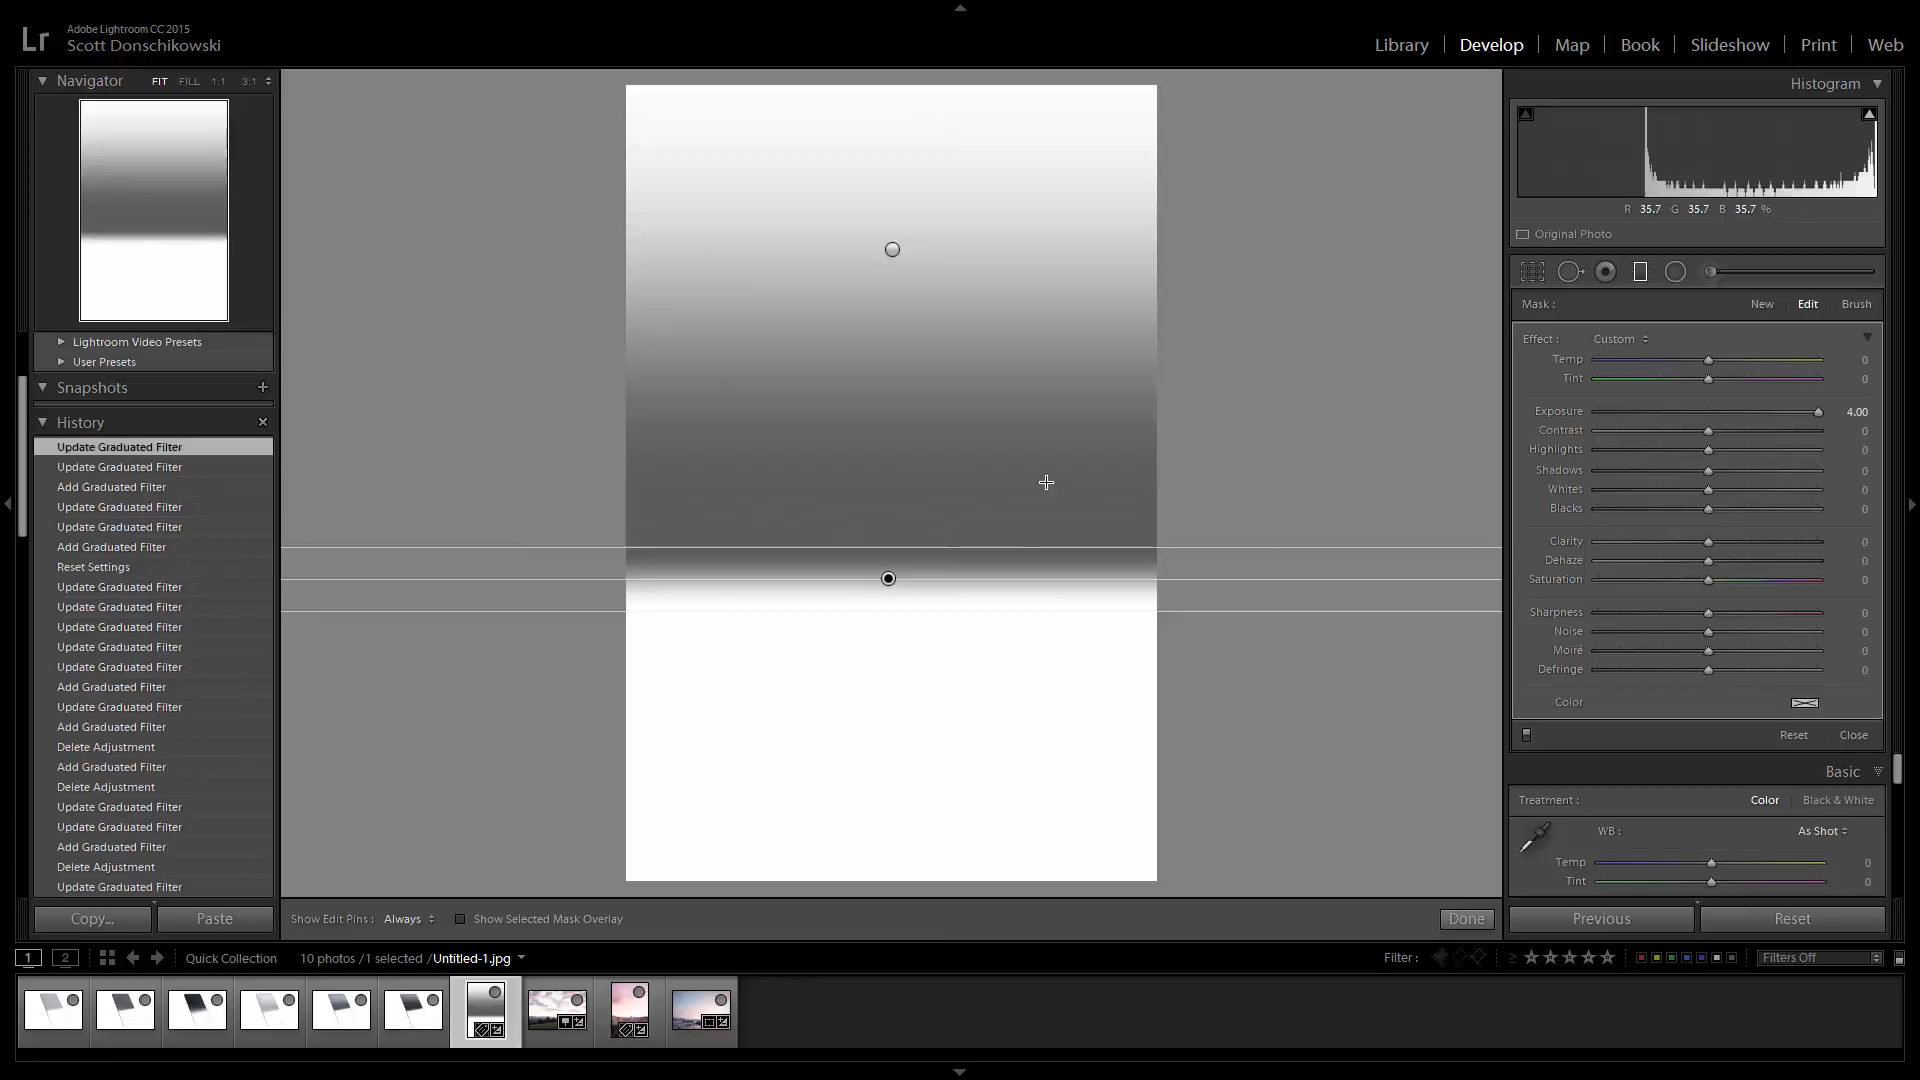 Lr
Adobe Lightroom CC 2015
Scott Donschikowski
Library | Develop | Map | Book | Slideshow | Print | Web
Navigator FIT FILL 1:1 3:1
Lightroom Video Presets
User Presets
Snapshots +
History
Update Graduated Filter
Update Graduated Filter
Add Graduated Filter
Update Graduated Filter
Update Graduated Filter
Add Graduated Filter
Reset Settings
Update Graduated Filter
Update Graduated Filter
Update Graduated Filter
Update Graduated Filter
Update Graduated Filter
Add Graduated Filter
Update Graduated Filter
Add Graduated Filter
Delete Adjustment
Add Graduated Filter
Delete Adjustment
Update Graduated Filter
Update Graduated Filter
Add Graduated Filter
Delete Adjustment
Update Graduated Filter
Copy... Paste
Show Edit Pins : Always Show Selected Mask Overlay Done
Histogram
R 35.7 G 35.7 B 35.7 %
Original Photo
Mask : New Edit Brush
Effect : Custom
Temp 0
Tint 0
Exposure 4.00
Contrast 0
Highlights 0
Shadows 0
Whites 0
Blacks 0
Clarity 0
Dehaze 0
Saturation 0
Sharpness 0
Noise 0
Moiré 0
Defringe 0
Color
Reset Close
Basic
Treatment : Color | Black & White
WB : As Shot
Temp 0
Tint 0
Previous Reset
1 2 Quick Collection 10 photos /1 selected /Untitled-1.jpg Filter : ≥ Filters Off